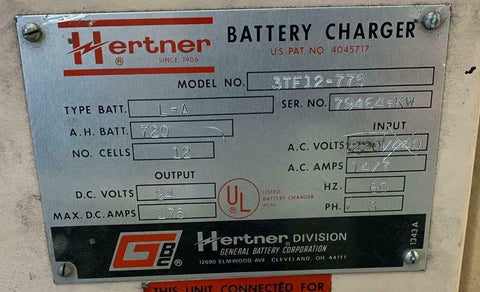 Hertner BATTERY CHARGER
® SINCE 1906 U.S. PAT NO. 4045717
MODEL NO. 3TF12-775
TYPE BATT. L-A SER. NO. 79484-KW
A.H. BATT. 720 INPUT
NO. CELLS 12 A.C. VOLTS 220/440
OUTPUT A.C. AMPS 14/7
D.C. VOLTS 24 UL LISTED BATTERY CHARGER HZ. 60
MAX. D.C. AMPS 175 ® PH. 3
GBC Hertner DIVISION
GENERAL BATTERY CORPORATION
12690 ELMWOOD AVE., CLEVELAND, OH 44111
1343A
THIS UNIT CONNECTED FOR